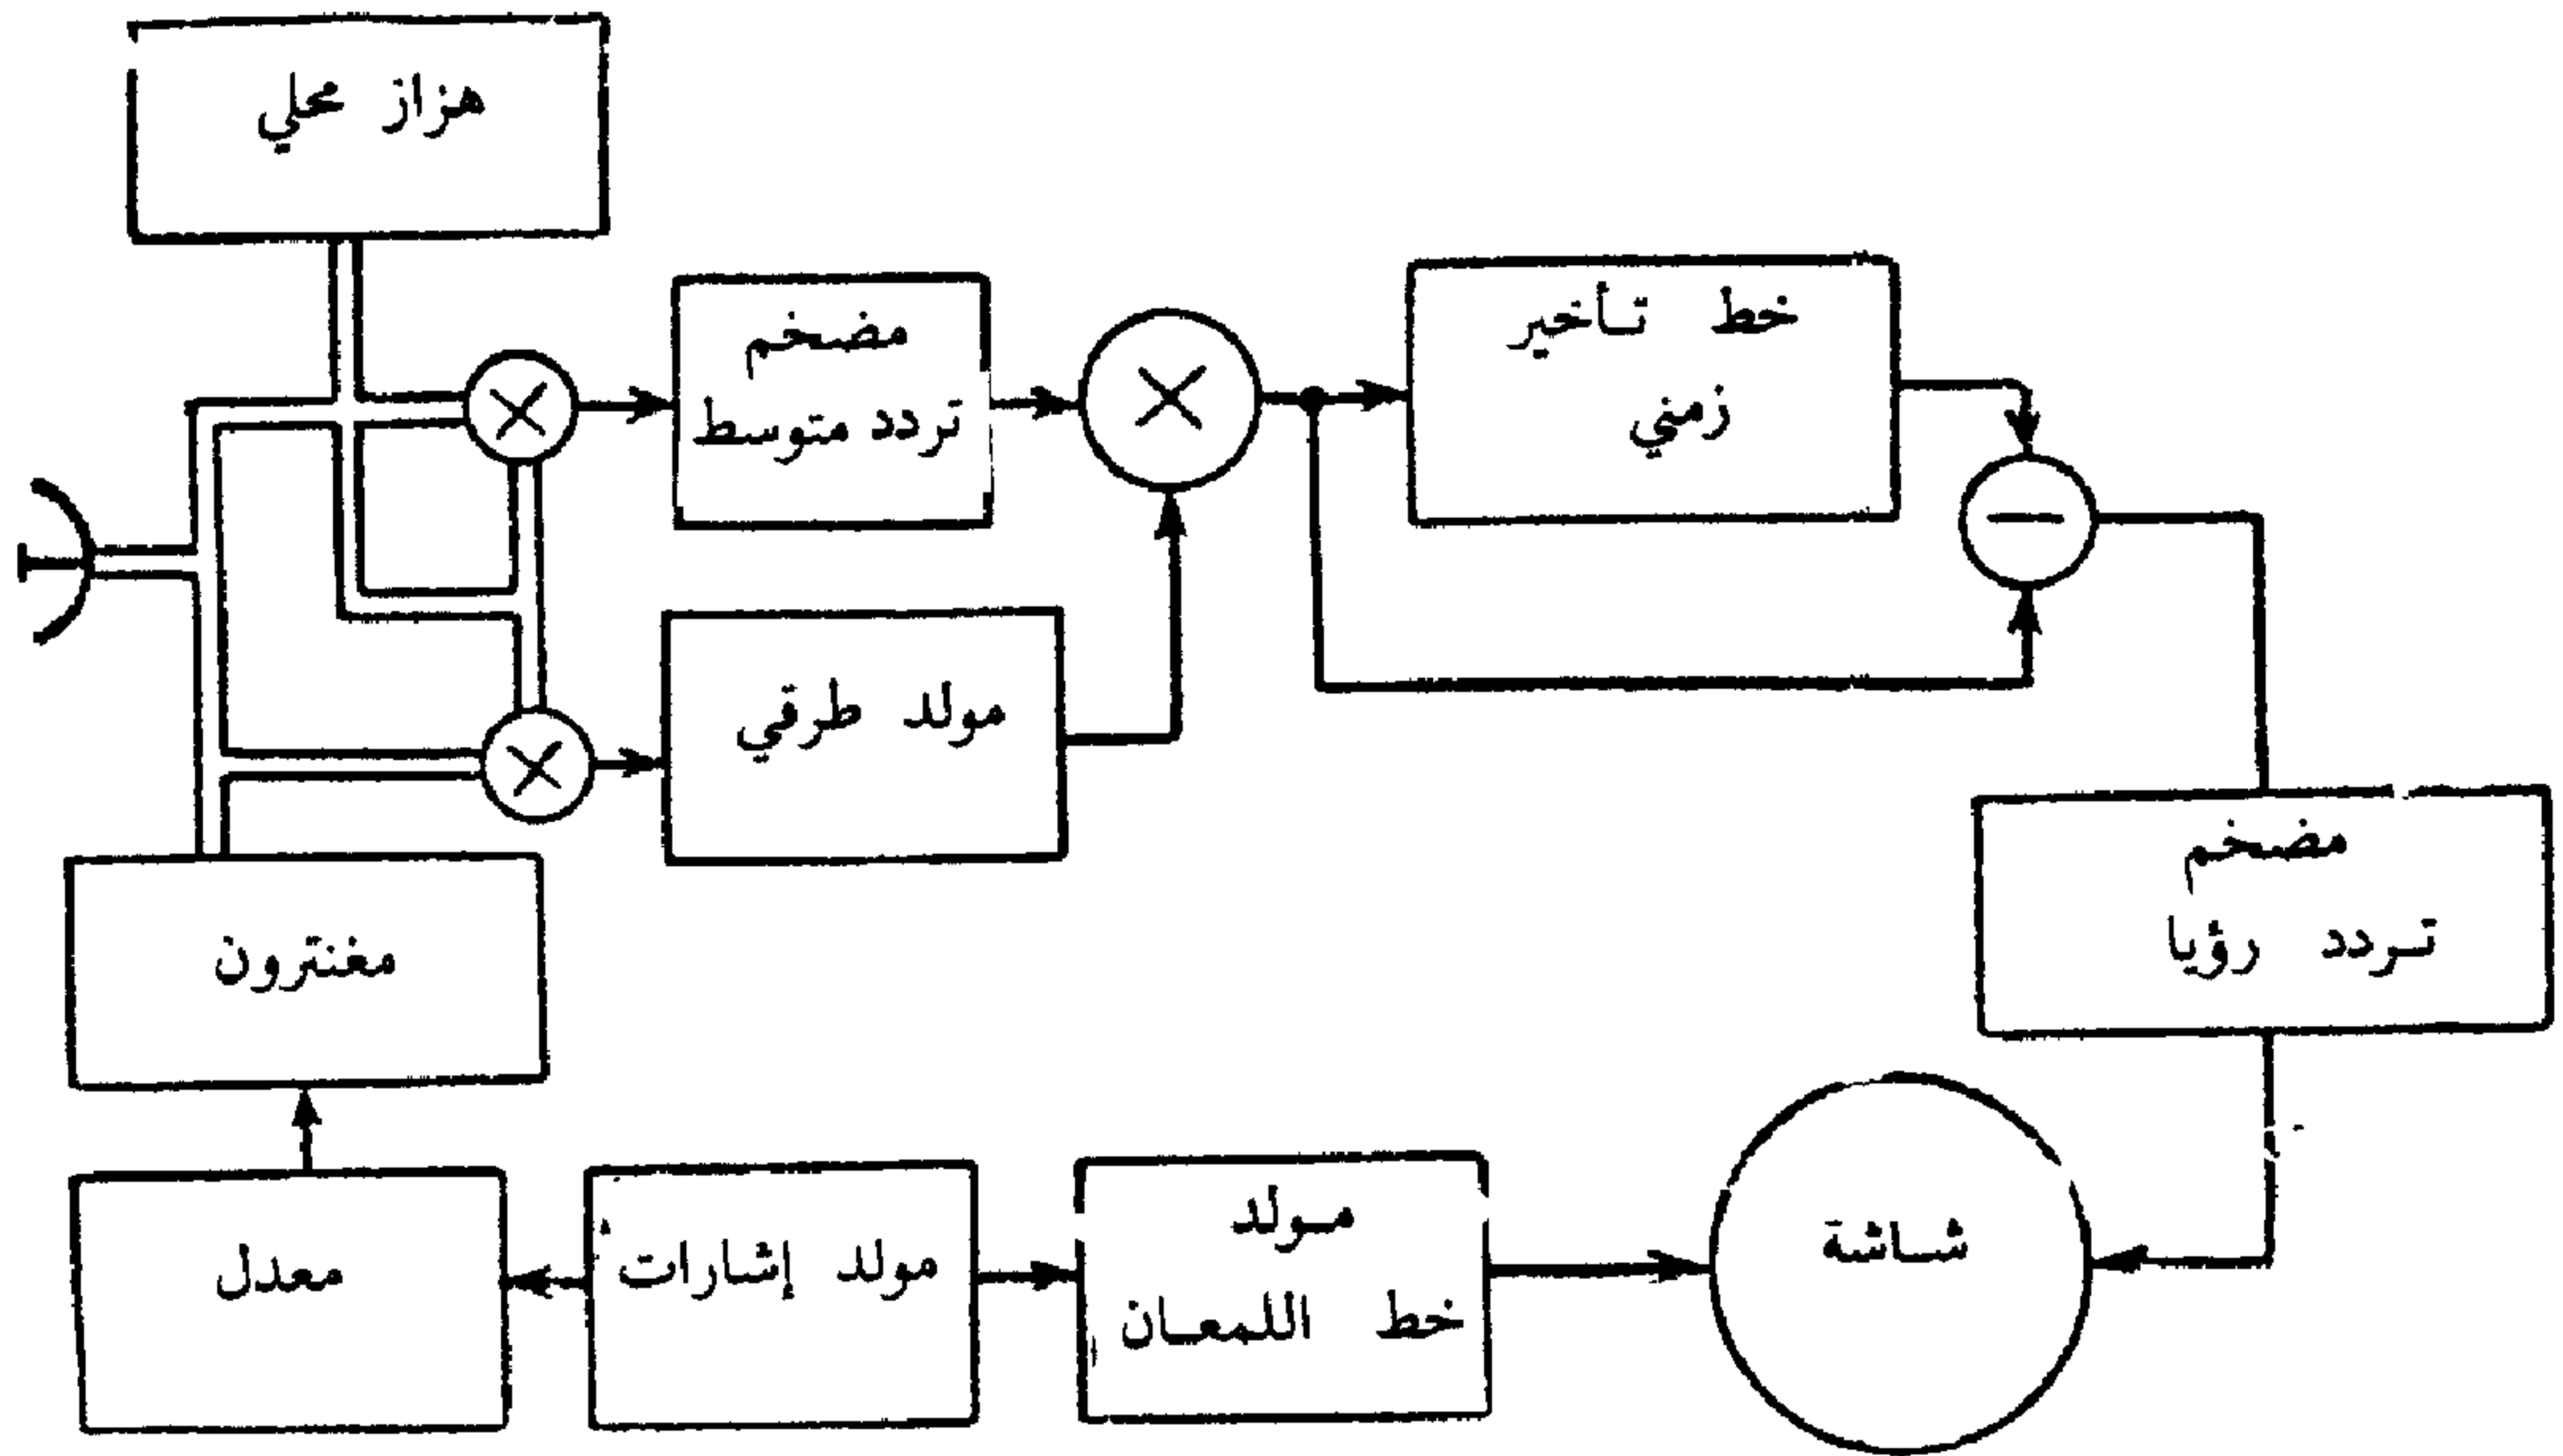 هزاز محلي
مضخم
تردد متوسط
خط تأخير
زمني
مولد طرقي
مضخم
تردد رؤيا
مغنترون
معدل
مولد إشارات
مولد
خط اللمعان
شاشة